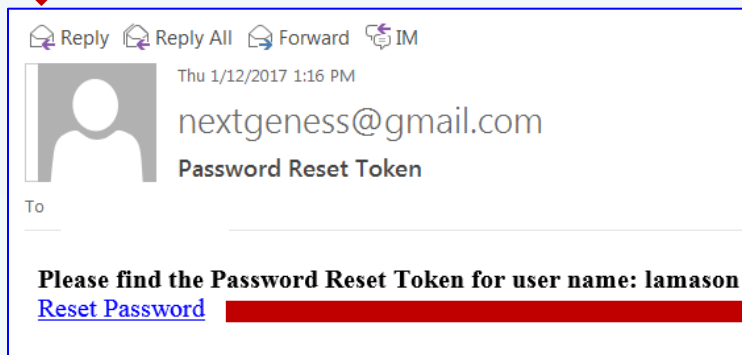 Reply Reply All Forward IM
Thu 1/12/2017 1:16 PM
nextgeness@gmail.com
Password Reset Token
To
Please find the Password Reset Token for user name: lamason
Reset Password